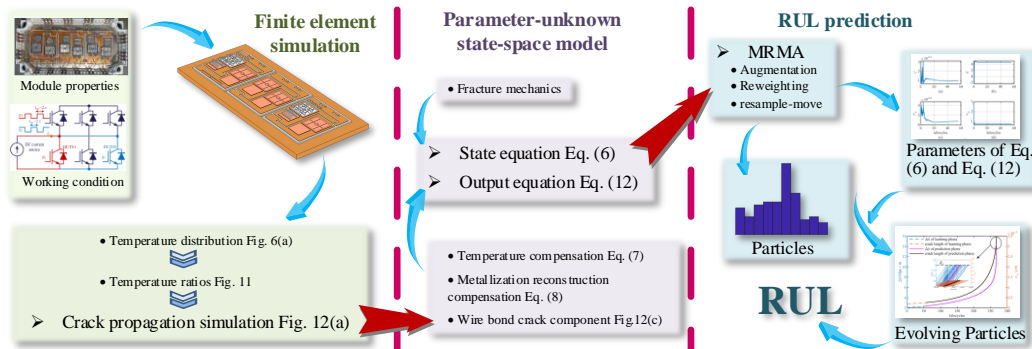 Finite element
simulation
Module properties
Working condition
• Temperature distribution Fig. 6(a)
• Temperature ratios Fig. 11
➢ Crack propagation simulation Fig. 12(a)
Parameter-unknown
state-space model
• Fracture mechanics
➢ State equation Eq. (6)
➢ Output equation Eq. (12)
• Temperature compensation Eq. (7)
• Metallization reconstruction
compensation Eq. (8)
• Wire bond crack component Fig.12(c)
RUL prediction
➢ MRMA
• Augmentation
• Reweighting
• resample-move
Parameters of Eq.
(6) and Eq. (12)
Particles
RUL
Evolving Particles